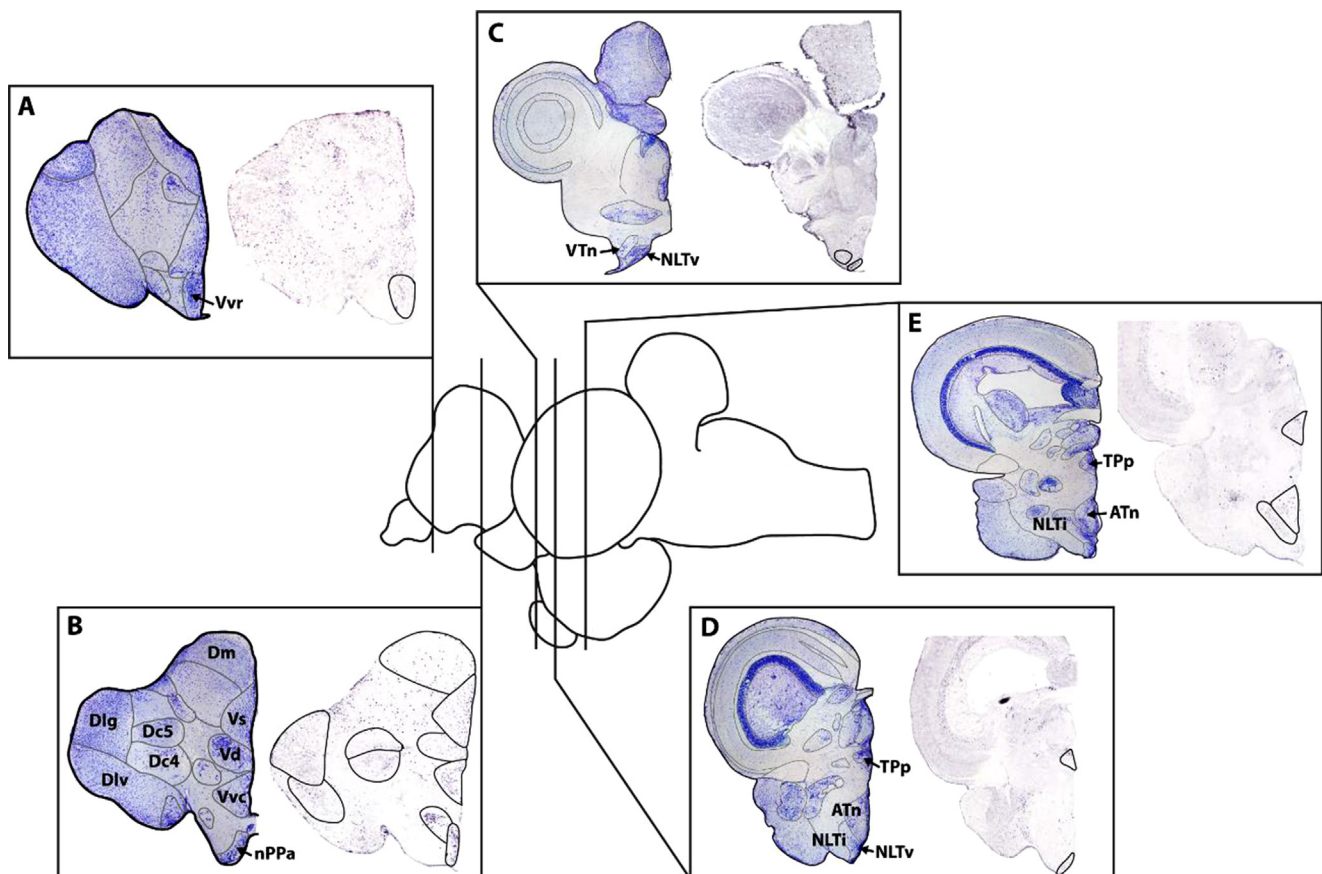 A
Vvr
C
VTn
NLTv
E
TPp
ATn
NLTi
B
Dm
Dlg
Dc5
Vs
Vd
Dc4
Dlv
Vvc
nPPa
D
TPp
ATn
NLTi
NLTv